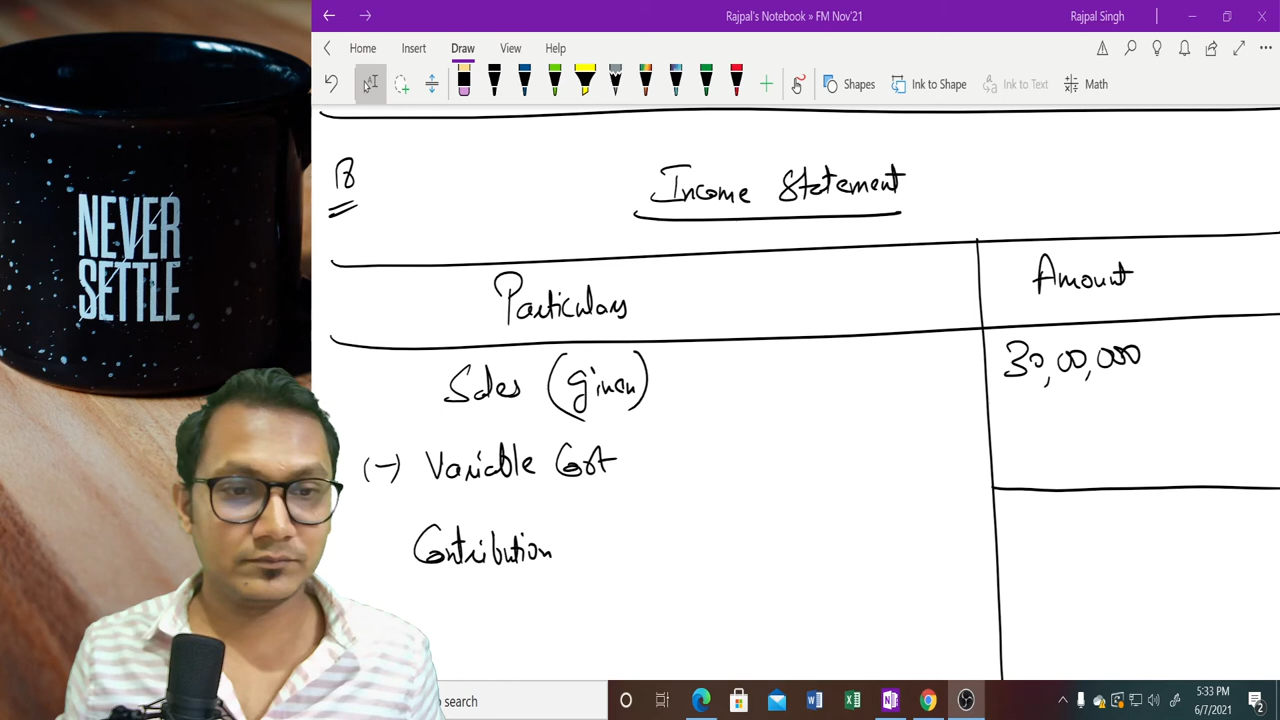 Rajpal's Notebook » FM Nov'21
Rajpal Singh
Home Insert Draw View Help
Shapes Ink to Shape Ink to Text Math
NEVER
SETTLE
B
Income Statement
Particulars Amount
Sales (given) 30,00,000
(-) Variable Cost
Contribution
search
5:33 PM
6/7/2021
2